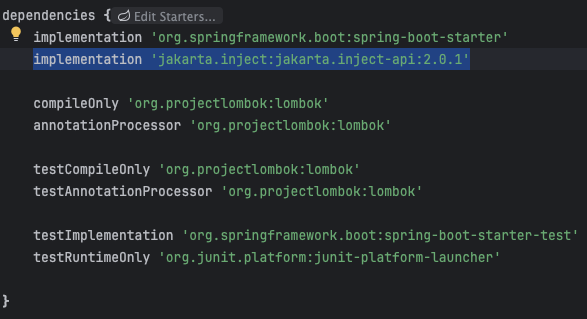 dependencies { Edit Starters...
implementation 'org.springframework.boot:spring-boot-starter'
implementation 'jakarta.inject:jakarta.inject-api:2.0.1'
compileOnly 'org.projectlombok:lombok'
annotationProcessor 'org.projectlombok:lombok'
testCompileOnly 'org.projectlombok:lombok'
testAnnotationProcessor 'org.projectlombok:lombok'
testImplementation 'org.springframework.boot:spring-boot-starter-test'
testRuntimeOnly 'org.junit.platform:junit-platform-launcher'
}